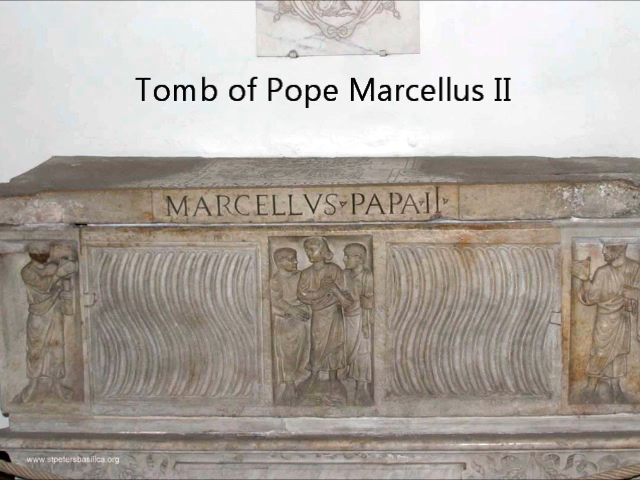 Tomb of Pope Marcellus II
MARCELLVS▾PAPA▾II▾
www.stpetersbasilica.org